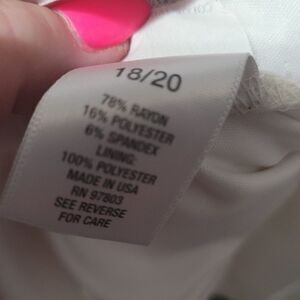 18/20
78% RAYON
16% POLYESTER
6% SPANDEX
LINING:
100% POLYESTER
MADE IN USA
RN 97803
SEE REVERSE
FOR CARE